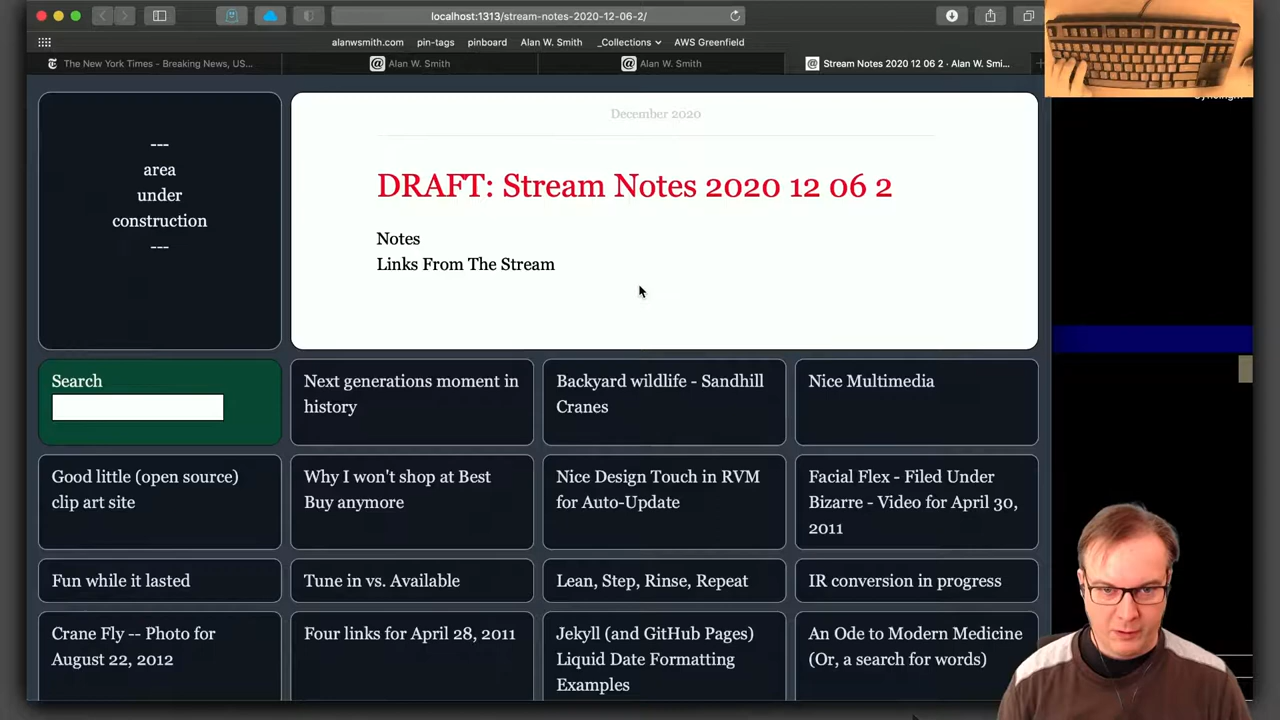 localhost:1313/stream-notes-2020-12-06-2/
alanwsmith.com pin-tags pinboard Alan W. Smith _Collections AWS Greenfield
The New York Times - Breaking News, US... Alan W. Smith Alan W. Smith Stream Notes 2020 12 06 2 · Alan W. Smi...
---
area
under
construction
---
December 2020
DRAFT: Stream Notes 2020 12 06 2
Notes
Links From The Stream
Search
Next generations moment in
history
Backyard wildlife - Sandhill
Cranes
Nice Multimedia
Good little (open source)
clip art site
Why I won't shop at Best
Buy anymore
Nice Design Touch in RVM
for Auto-Update
Facial Flex - Filed Under
Bizarre - Video for April 30,
2011
Fun while it lasted
Tune in vs. Available
Lean, Step, Rinse, Repeat
IR conversion in progress
Crane Fly -- Photo for
August 22, 2012
Four links for April 28, 2011
Jekyll (and GitHub Pages)
Liquid Date Formatting
Examples
An Ode to Modern Medicine
(Or, a search for words)